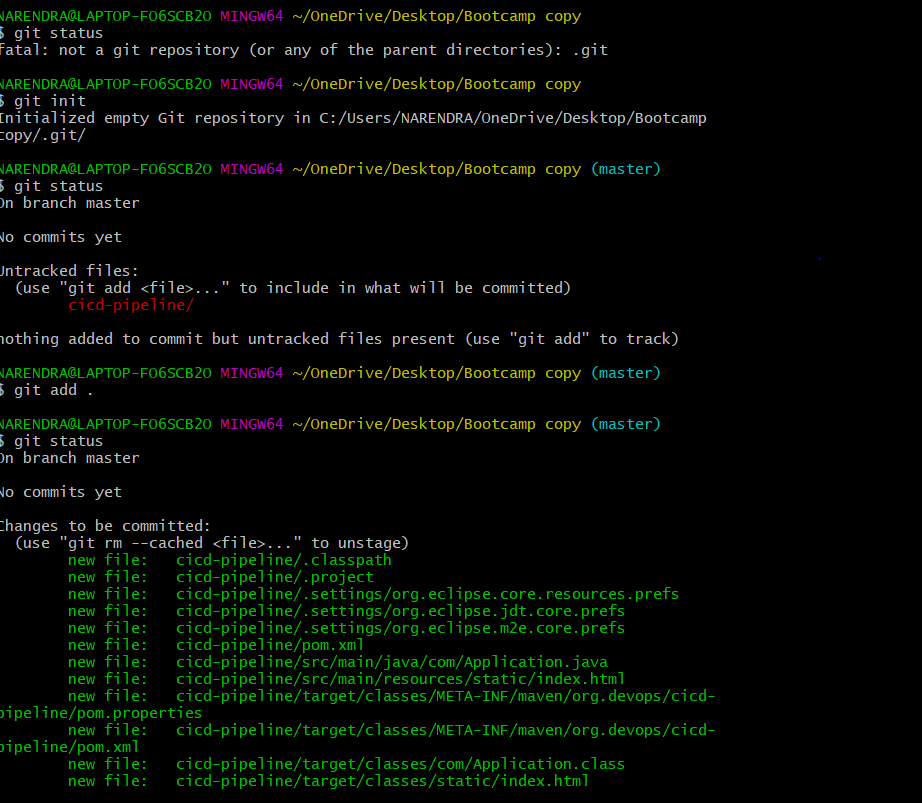 NARENDRA@LAPTOP-FO6SCB2O MINGW64 ~/OneDrive/Desktop/Bootcamp copy
$ git status
fatal: not a git repository (or any of the parent directories): .git
NARENDRA@LAPTOP-FO6SCB2O MINGW64 ~/OneDrive/Desktop/Bootcamp copy
$ git init
Initialized empty Git repository in C:/Users/NARENDRA/OneDrive/Desktop/Bootcamp
copy/.git/
NARENDRA@LAPTOP-FO6SCB2O MINGW64 ~/OneDrive/Desktop/Bootcamp copy (master)
$ git status
On branch master
No commits yet
Untracked files:
  (use "git add <file>..." to include in what will be committed)
        cicd-pipeline/
nothing added to commit but untracked files present (use "git add" to track)
NARENDRA@LAPTOP-FO6SCB2O MINGW64 ~/OneDrive/Desktop/Bootcamp copy (master)
$ git add .
NARENDRA@LAPTOP-FO6SCB2O MINGW64 ~/OneDrive/Desktop/Bootcamp copy (master)
$ git status
On branch master
No commits yet
Changes to be committed:
  (use "git rm --cached <file>..." to unstage)
        new file:   cicd-pipeline/.classpath
        new file:   cicd-pipeline/.project
        new file:   cicd-pipeline/.settings/org.eclipse.core.resources.prefs
        new file:   cicd-pipeline/.settings/org.eclipse.jdt.core.prefs
        new file:   cicd-pipeline/.settings/org.eclipse.m2e.core.prefs
        new file:   cicd-pipeline/pom.xml
        new file:   cicd-pipeline/src/main/java/com/Application.java
        new file:   cicd-pipeline/src/main/resources/static/index.html
        new file:   cicd-pipeline/target/classes/META-INF/maven/org.devops/cicd-
pipeline/pom.properties
        new file:   cicd-pipeline/target/classes/META-INF/maven/org.devops/cicd-
pipeline/pom.xml
        new file:   cicd-pipeline/target/classes/com/Application.class
        new file:   cicd-pipeline/target/classes/static/index.html